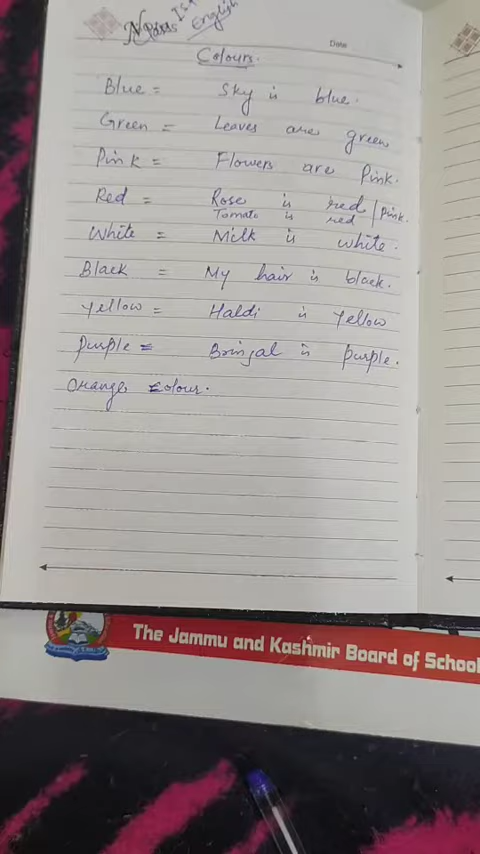 Ist
English
Date
Colours.
Blue = Sky is blue.
Green = Leaves are green
Pink = Flowers are Pink.
Red = Rose is red / Pink.
Tomato is red
White = Milk is white.
Black = My hair is black.
Yellow = Haldi is Yellow
Purple = Brinjal is purple.
Orange Colour.
The Jammu and Kashmir Board of School